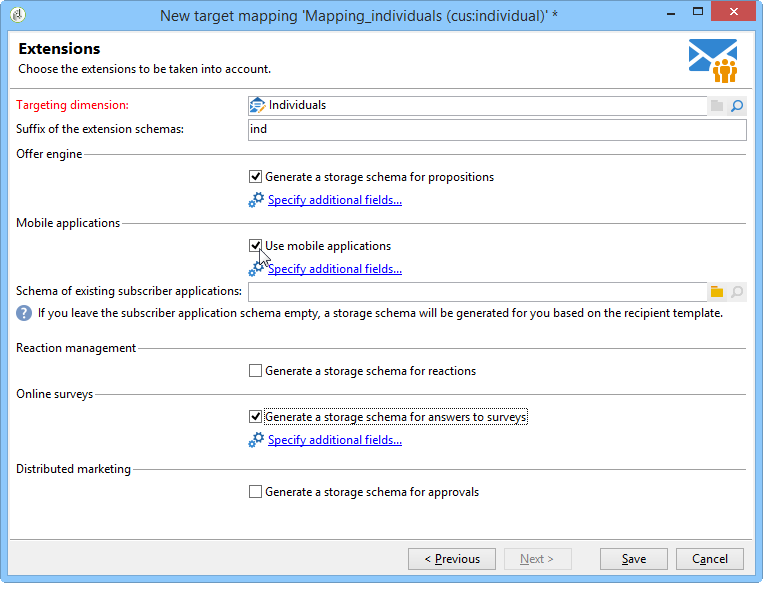 New target mapping 'Mapping_individuals (cus:individual)' *
Extensions
Choose the extensions to be taken into account.
Targeting dimension: Individuals
Suffix of the extension schemas: ind
Offer engine
Generate a storage schema for propositions
Specify additional fields...
Mobile applications
Use mobile applications
Specify additional fields...
Schema of existing subscriber applications:
? If you leave the subscriber application schema empty, a storage schema will be generated for you based on the recipient template.
Reaction management
Generate a storage schema for reactions
Online surveys
Generate a storage schema for answers to surveys
Specify additional fields...
Distributed marketing
Generate a storage schema for approvals
< Previous Next > Save Cancel